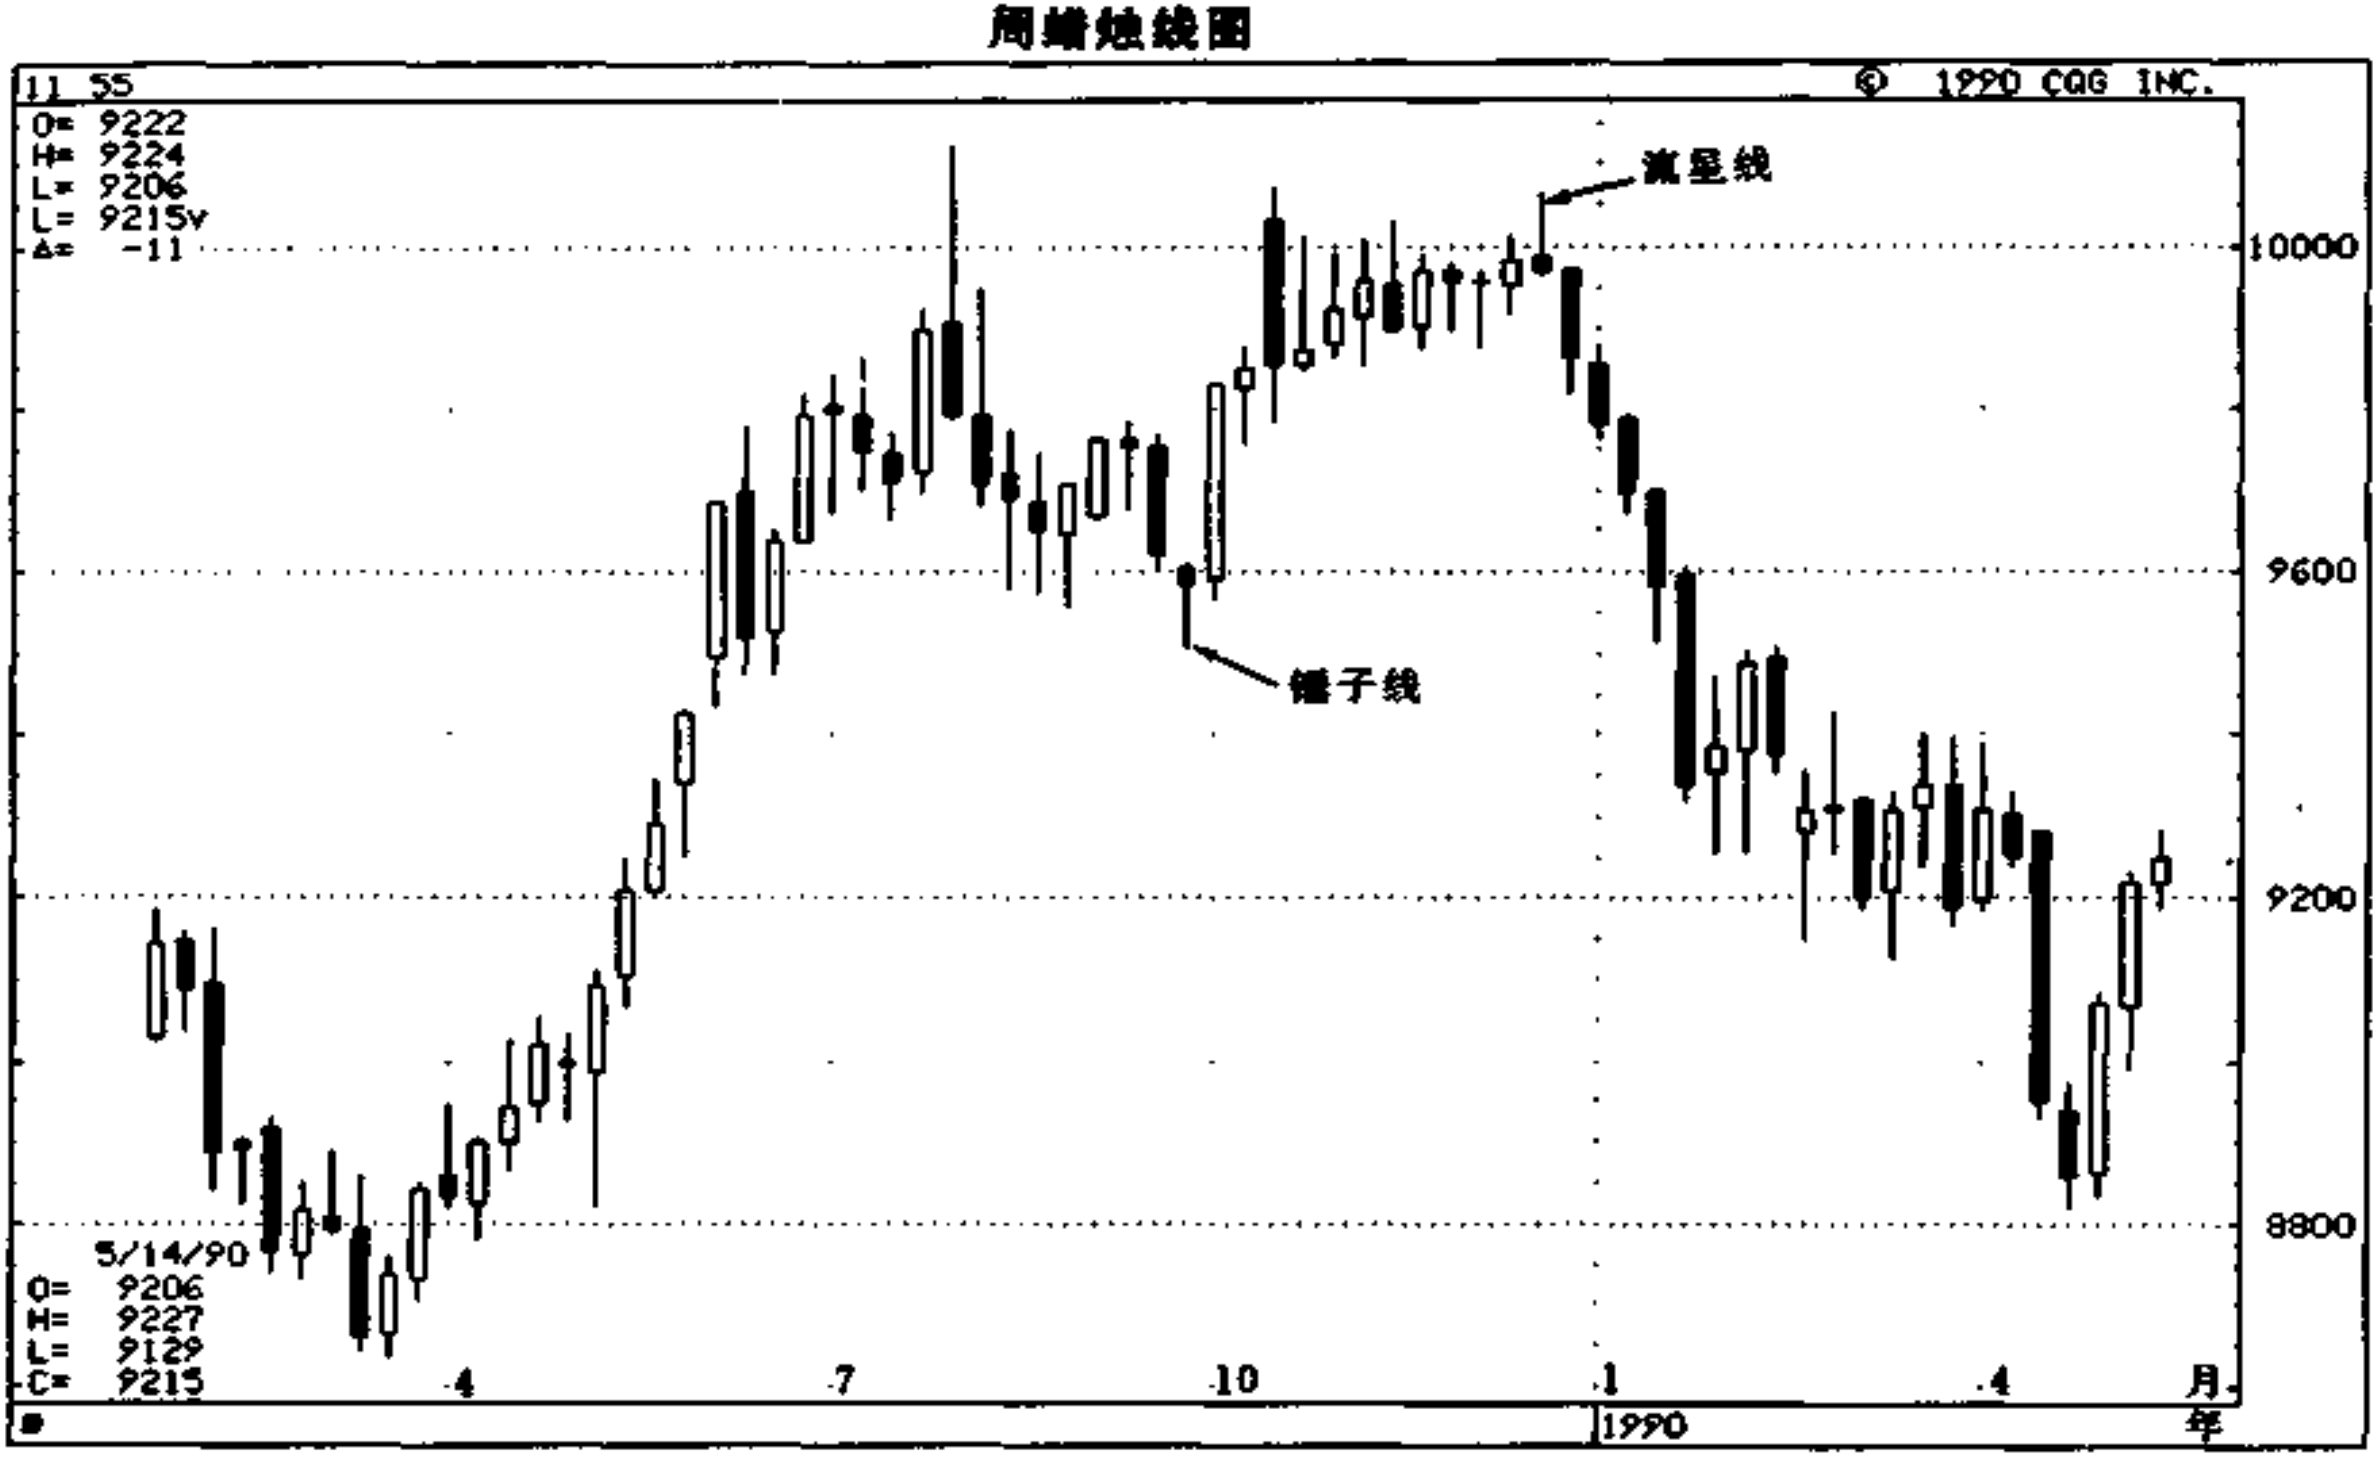 周蜡烛线图
11 SS
© 1990 CQG INC.
O= 9222
H= 9224
L= 9206
L= 9215v
Δ= -11
流星线
10000
9600
锤子线
9200
8800
5/14/90
O= 9206
H= 9227
L= 9129
C= 9215
4 7 10 1 4 月
1990 年